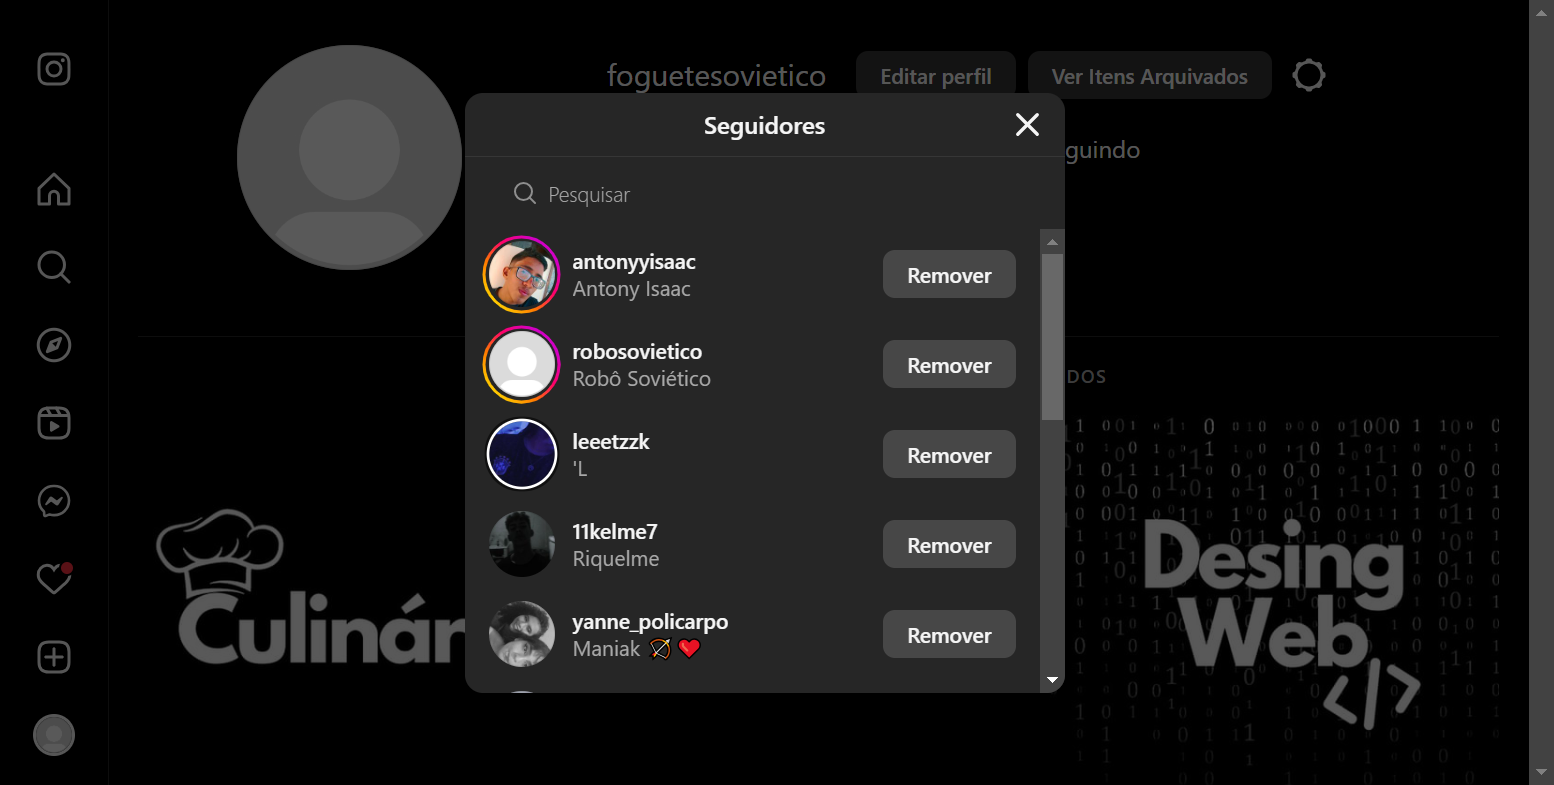 foguetesovietico
Editar perfil
Ver Itens Arquivados
Seguidores
guindo
Pesquisar
antonyyisaac
Antony Isaac
Remover
robosovietico
Robô Soviético
Remover
DOS
leeetzzk
'L
Remover
11kelme7
Riquelme
Remover
yanne_policarpo
Maniak 🏹 ❤️
Remover
Culinár
Desing
Web
</>